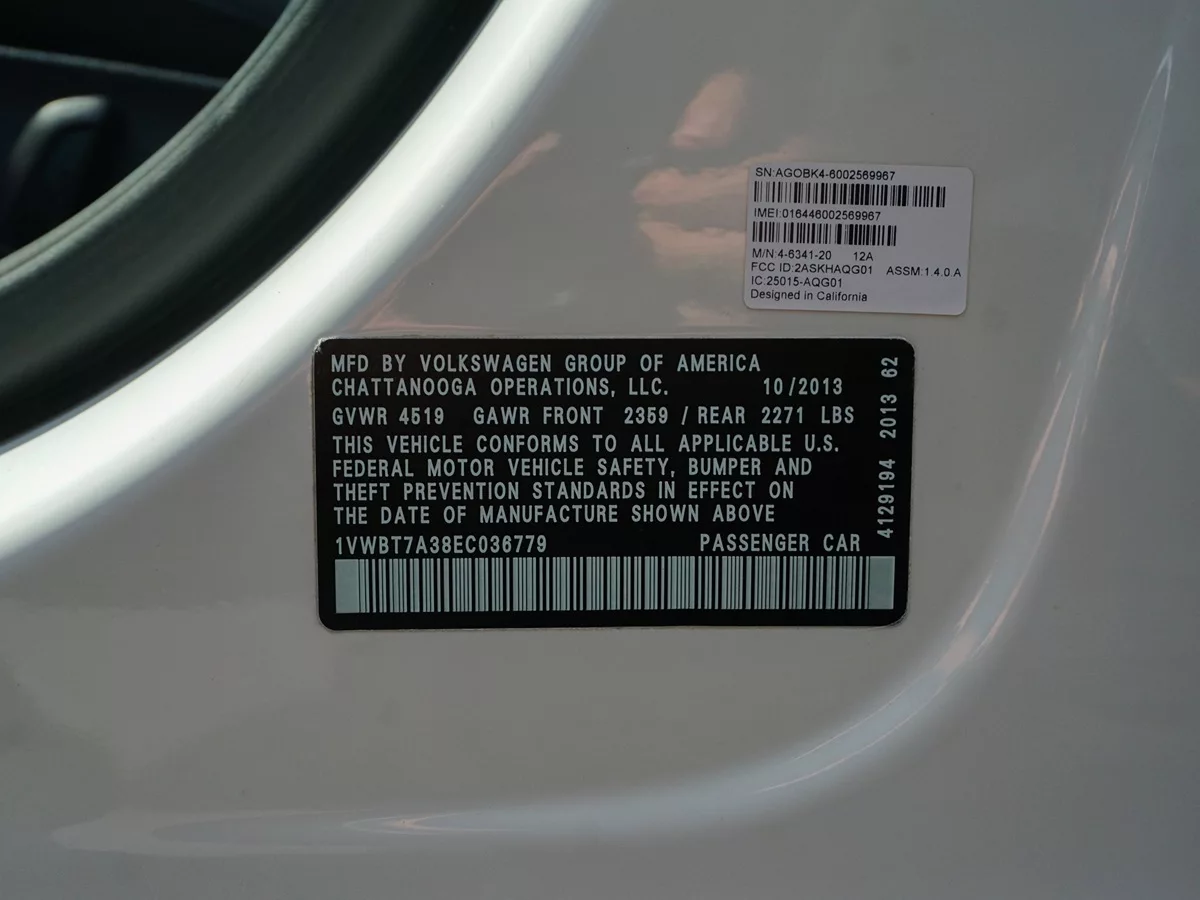 SN:AGOBK4-6002569967
IMEI:016446002569967
M/N:4-6341-20 12A
FCC ID:2ASKHAQG01 ASSM:1.4.0 A
IC:25015-AQG01
Designed in California
MFD BY VOLKSWAGEN GROUP OF AMERICA
CHATTANOOGA OPERATIONS, LLC. 10/2013
GVWR 4519 GAWR FRONT 2359 / REAR 2271 LBS
THIS VEHICLE CONFORMS TO ALL APPLICABLE U.S.
FEDERAL MOTOR VEHICLE SAFETY, BUMPER AND
THEFT PREVENTION STANDARDS IN EFFECT ON
THE DATE OF MANUFACTURE SHOWN ABOVE
1VWBT7A38EC036779 PASSENGER CAR
4129194 2013 62